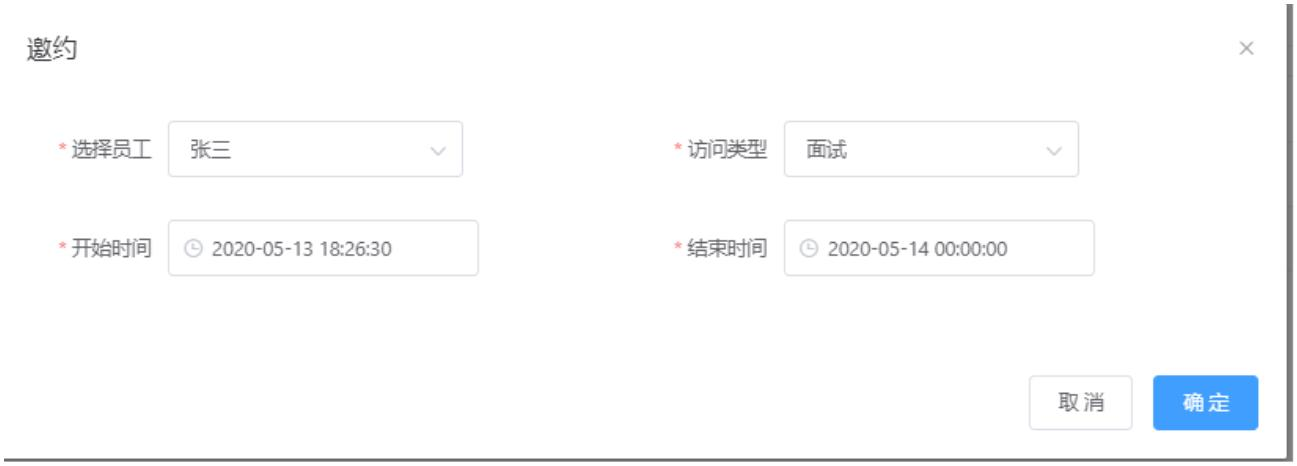 邀约
* 选择员工 张三 * 访问类型 面试
* 开始时间 2020-05-13 18:26:30 * 结束时间 2020-05-14 00:00:00
取消 确定